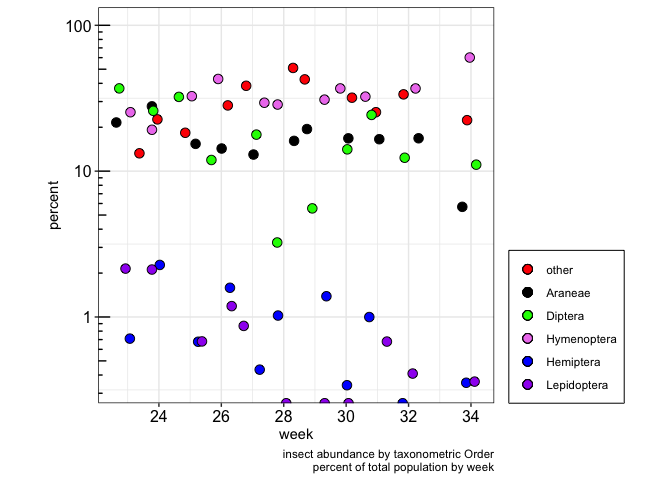 100
10
1
percent
24 26 28 30 32 34
week
insect abundance by taxonometric Order
percent of total population by week
other
Araneae
Diptera
Hymenoptera
Hemiptera
Lepidoptera